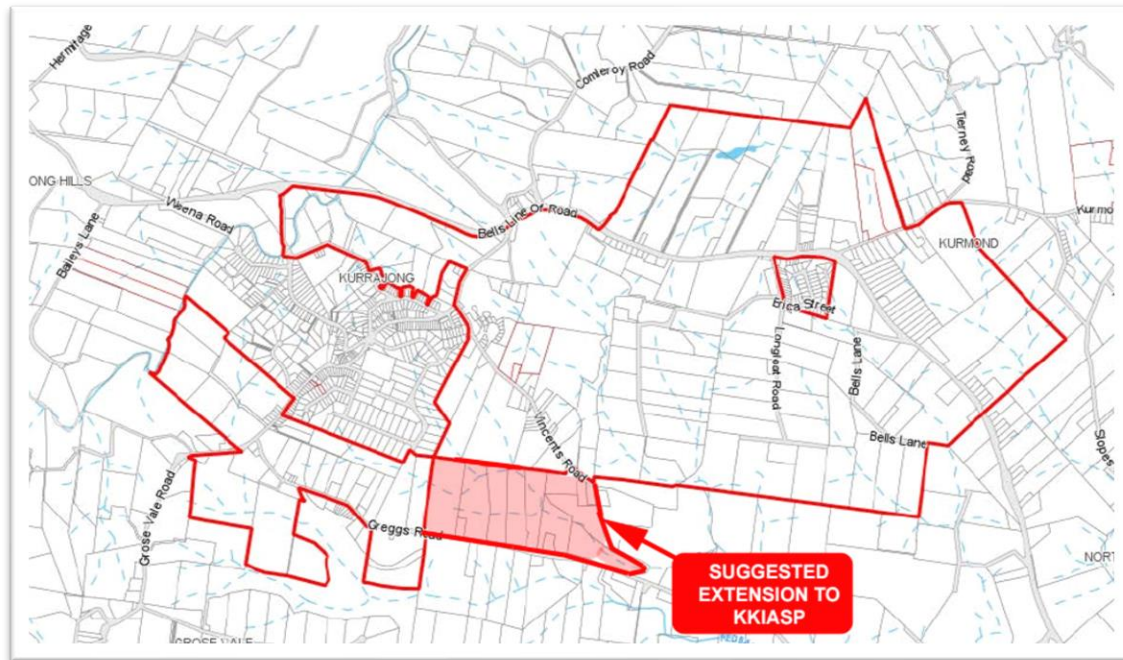 Hermitage
Comleroy Road
Tierney Road
ONG HILLS
Weena Road
Baileys Lane
Bells Line Of Road
Kurmo
KURMOND
KURRAJONG
Erica Street
Longleat Road
Bells Lane
Vincents Road
Bells Lane
Slopes
Grose Vale Road
Greggs Road
NORT
SUGGESTED
EXTENSION TO
KKIASP
GROSE VALE